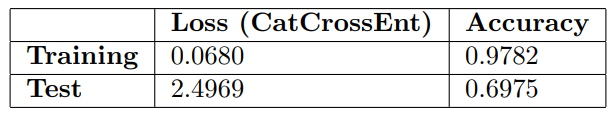 Loss (CatCrossEnt) Accuracy
Training 0.0680 0.9782
Test 2.4969 0.6975